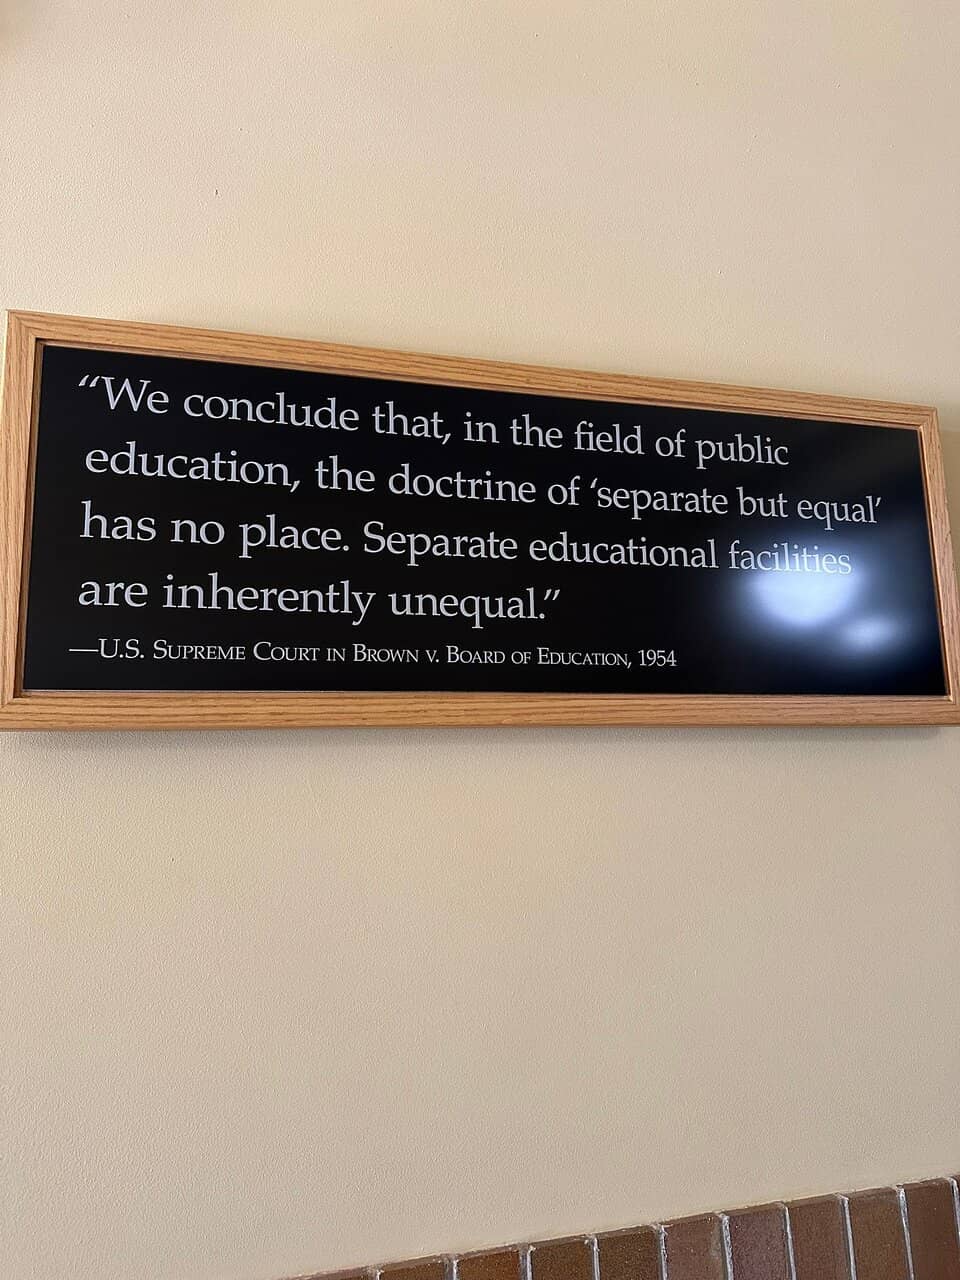 “We conclude that, in the field of public
education, the doctrine of ‘separate but equal’
has no place. Separate educational facilities
are inherently unequal.”
—U.S. Supreme Court in Brown v. Board of Education, 1954